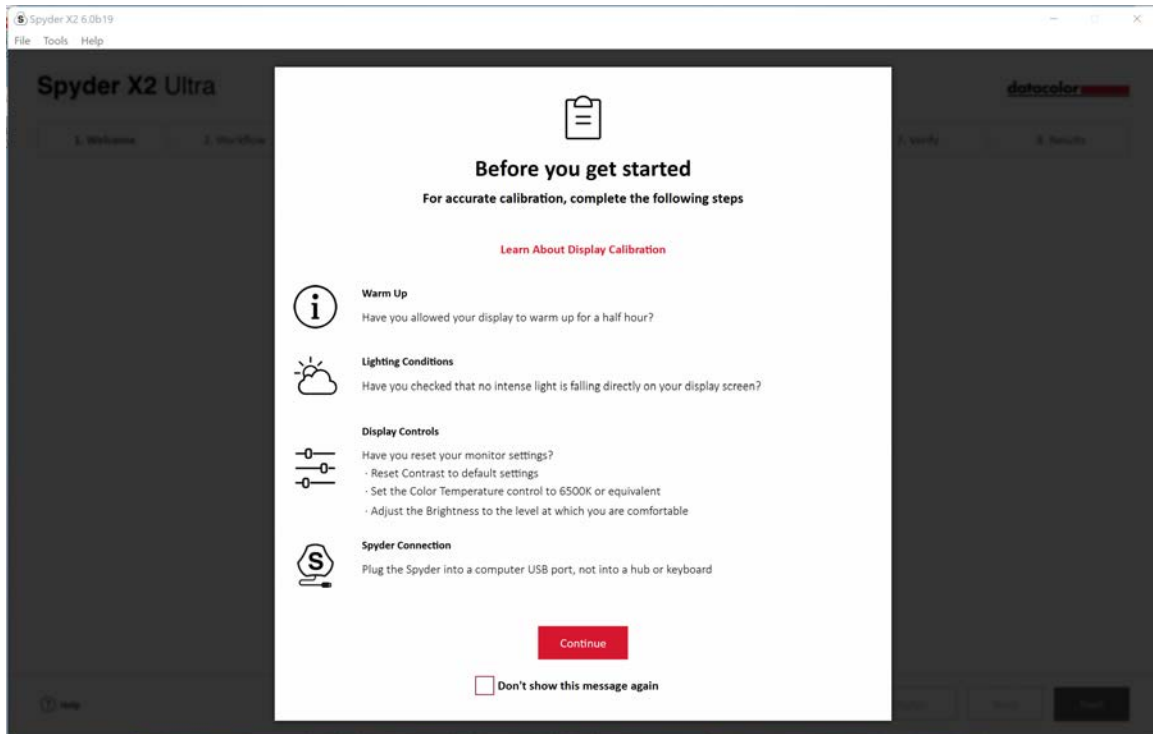 Spyder X2 6.0b19
File Tools Help
Spyder X2 Ultra
datacolor
1. Welcome 2. Workflow 7. Verify 8. Results
Before you get started
For accurate calibration, complete the following steps
Learn About Display Calibration
Warm Up
Have you allowed your display to warm up for a half hour?
Lighting Conditions
Have you checked that no intense light is falling directly on your display screen?
Display Controls
Have you reset your monitor settings?
· Reset Contrast to default settings
· Set the Color Temperature control to 6500K or equivalent
· Adjust the Brightness to the level at which you are comfortable
S
Spyder Connection
Plug the Spyder into a computer USB port, not into a hub or keyboard
Continue
Don't show this message again
Help